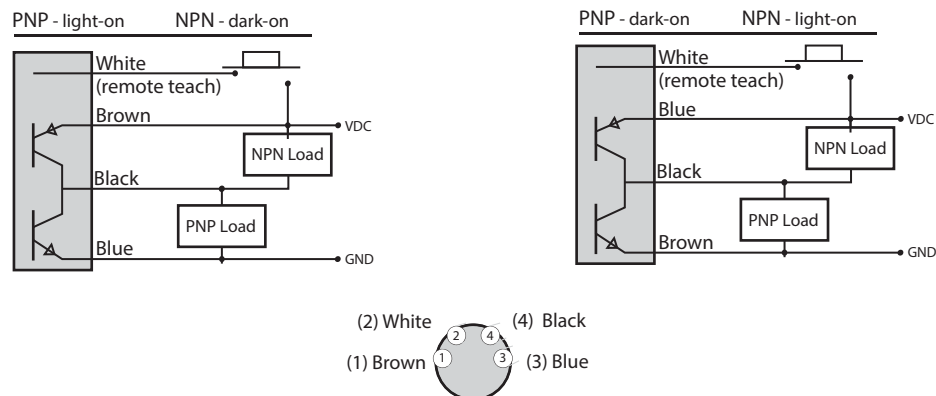 PNP - light-on NPN - dark-on
White
(remote teach)
Brown
VDC
NPN Load
Black
PNP Load
Blue
GND
PNP - dark-on NPN - light-on
White
(remote teach)
Blue
VDC
NPN Load
Black
PNP Load
Brown
GND
(2) White
2
4
(4) Black
(1) Brown
1
3
(3) Blue